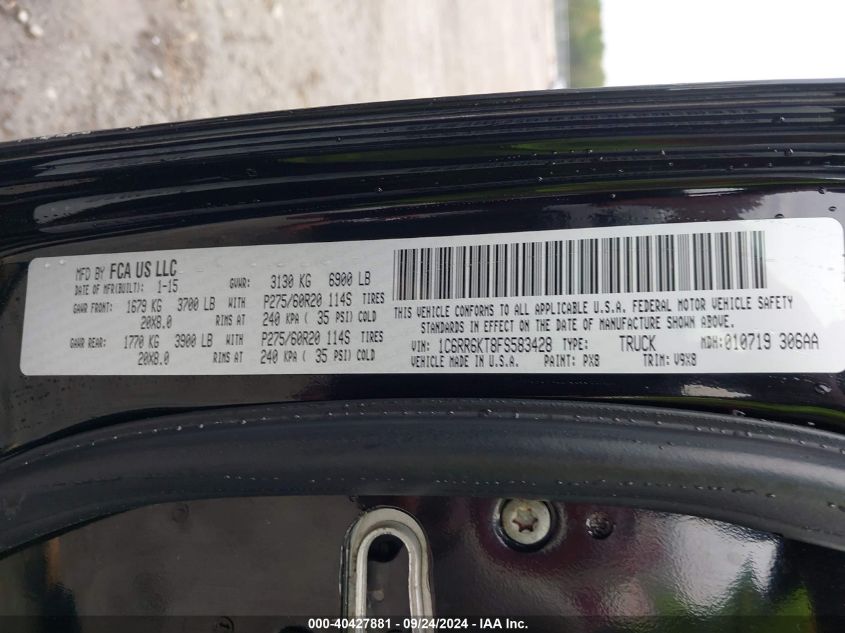 MFD BY FCA US LLC
DATE OF MFR(BUILT): 1-15 GVWR: 3130 KG 6900 LB
GAWR FRONT: 1679 KG 3700 LB WITH P275/60R20 114S TIRES
20X8.0 RIMS AT 240 KPA ( 35 PSI) COLD
GAWR REAR: 1770 KG 3900 LB WITH P275/60R20 114S TIRES
20X8.0 RIMS AT 240 KPA ( 35 PSI) COLD
THIS VEHICLE CONFORMS TO ALL APPLICABLE U.S.A. FEDERAL MOTOR VEHICLE SAFETY
STANDARDS IN EFFECT ON THE DATE OF MANUFACTURE SHOWN ABOVE.
VIN: 1C6RR6KT8FS583428 TYPE: TRUCK MDH: 010719 306AA
VEHICLE MADE IN U.S.A. PAINT: PX8 TRIM: V9X8
000-40427881 - 09/24/2024 - IAA Inc.